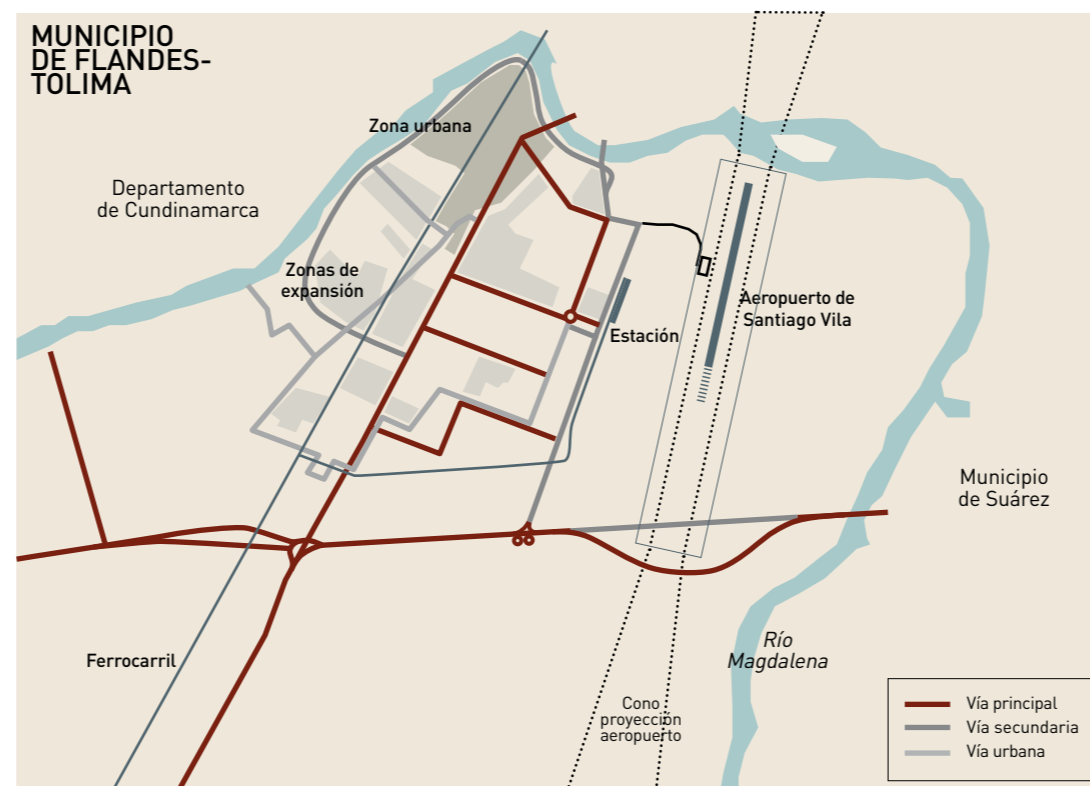 MUNICIPIO
DE FLANDES-
TOLIMA
Zona urbana
Departamento
de Cundinamarca
Zonas de
expansión
Estación
Aeropuerto de
Santiago Vila
Municipio
de Suárez
Ferrocarril
Río
Magdalena
Cono
proyección
aeropuerto
Vía principal
Vía secundaria
Vía urbana